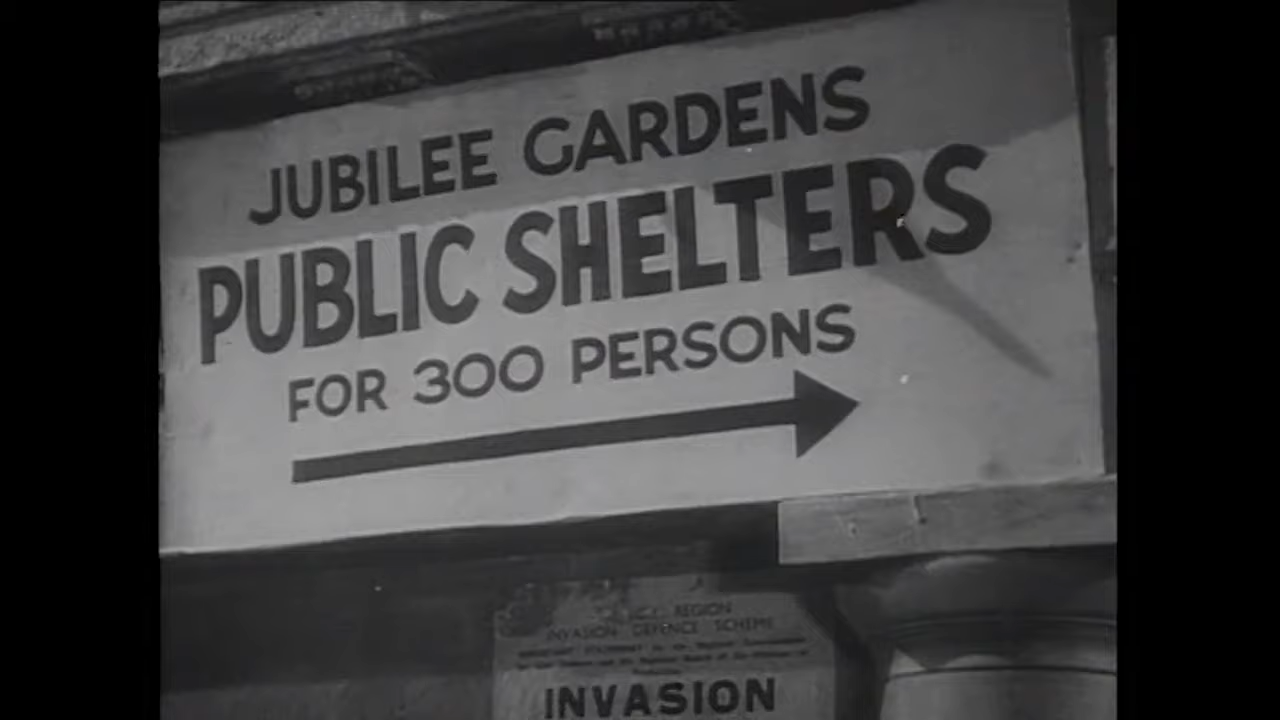 JUBILEE GARDENS
PUBLIC SHELTERS
FOR 300 PERSONS
REGION
INVASION DEFENCE SCHEME
INVASION